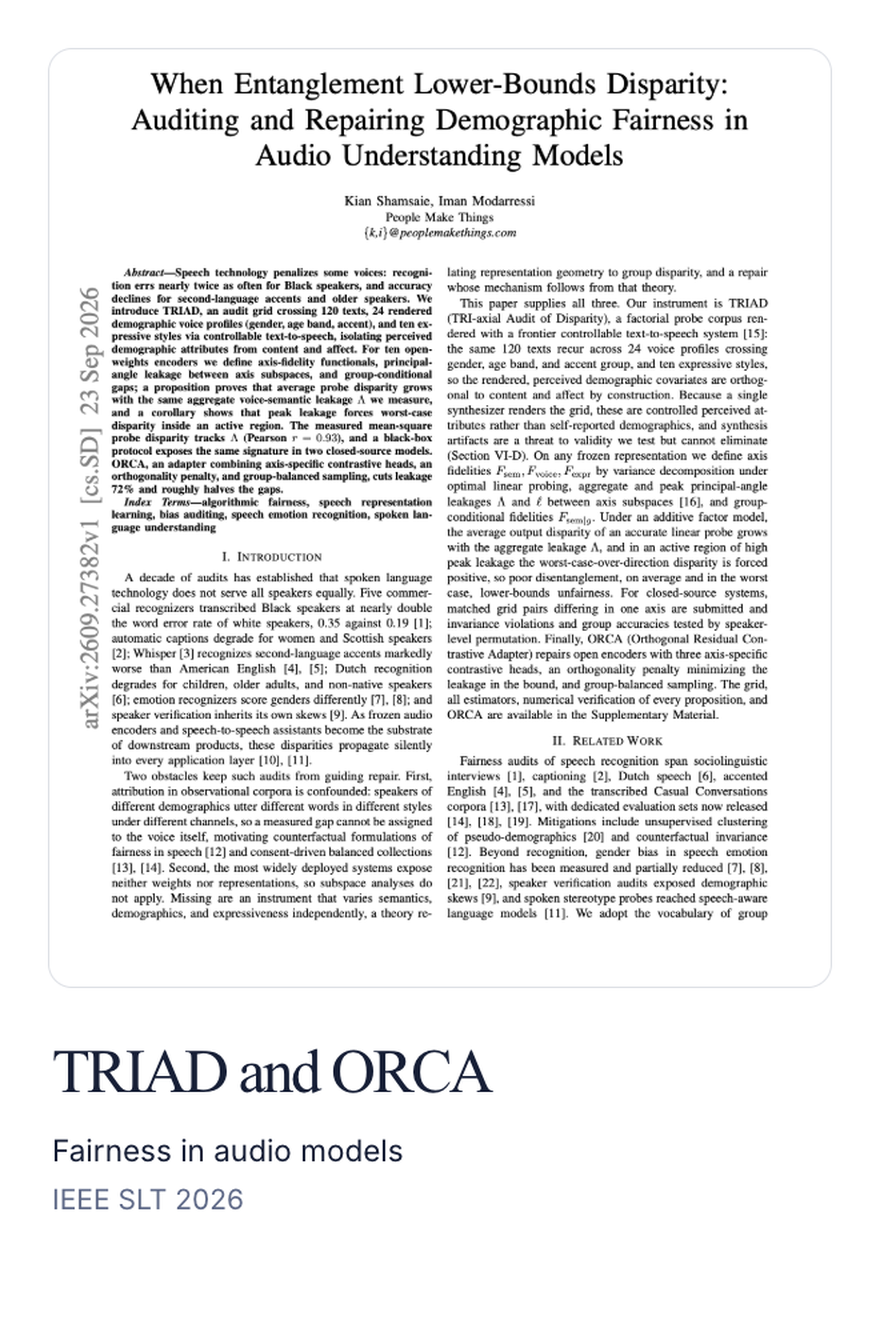 When Entanglement Lower-Bounds Disparity:
Auditing and Repairing Demographic Fairness in
Audio Understanding Models
Kian Shamsaie, Iman Modarressi
People Make Things
{k,i}@peoplemakethings.com
arXiv:2609.27382v1 [cs.SD] 23 Sep 2026
Abstract—Speech technology penalizes some voices: recogni-
tion errs nearly twice as often for Black speakers, and accuracy
declines for second-language accents and older speakers. We
introduce TRIAD, an audit grid crossing 120 texts, 24 rendered
demographic voice profiles (gender, age band, accent), and ten ex-
pressive styles via controllable text-to-speech, isolating perceived
demographic attributes from content and affect. For ten open-
weights encoders we define axis-fidelity functionals, principal-
angle leakage between axis subspaces, and group-conditional
gaps; a proposition proves that average probe disparity grows
with the same aggregate voice-semantic leakage Λ we measure,
and a corollary shows that peak leakage forces worst-case
disparity inside an active region. The measured mean-square
probe disparity tracks Λ (Pearson r = 0.93), and a black-box
protocol exposes the same signature in two closed-source models.
ORCA, an adapter combining axis-specific contrastive heads, an
orthogonality penalty, and group-balanced sampling, cuts leakage
72% and roughly halves the gaps.
Index Terms—algorithmic fairness, speech representation
learning, bias auditing, speech emotion recognition, spoken lan-
guage understanding
I. INTRODUCTION
A decade of audits has established that spoken language
technology does not serve all speakers equally. Five commer-
cial recognizers transcribed Black speakers at nearly double
the word error rate of white speakers, 0.35 against 0.19 [1];
automatic captions degrade for women and Scottish speakers
[2]; Whisper [3] recognizes second-language accents markedly
worse than American English [4], [5]; Dutch recognition
degrades for children, older adults, and non-native speakers
[6]; emotion recognizers score genders differently [7], [8]; and
speaker verification inherits its own skews [9]. As frozen audio
encoders and speech-to-speech assistants become the substrate
of downstream products, these disparities propagate silently
into every application layer [10], [11].
Two obstacles keep such audits from guiding repair. First,
attribution in observational corpora is confounded: speakers of
different demographics utter different words in different styles
under different channels, so a measured gap cannot be assigned
to the voice itself, motivating counterfactual formulations of
fairness in speech [12] and consent-driven balanced collections
[13], [14]. Second, the most widely deployed systems expose
neither weights nor representations, so subspace analyses do
not apply. Missing are an instrument that varies semantics,
demographics, and expressiveness independently, a theory re-
lating representation geometry to group disparity, and a repair
whose mechanism follows from that theory.
This paper supplies all three. Our instrument is TRIAD
(TRI-axial Audit of Disparity), a factorial probe corpus ren-
dered with a frontier controllable text-to-speech system [15]:
the same 120 texts recur across 24 voice profiles crossing
gender, age band, and accent group, and ten expressive styles,
so the rendered, perceived demographic covariates are orthog-
onal to content and affect by construction. Because a single
synthesizer renders the grid, these are controlled perceived at-
tributes rather than self-reported demographics, and synthesis
artifacts are a threat to validity we test but cannot eliminate
(Section VI-D). On any frozen representation we define axis
fidelities Fsem, Fvoice, Fexpr by variance decomposition under
optimal linear probing, aggregate and peak principal-angle
leakages Λ and ℓ between axis subspaces [16], and group-
conditional fidelities Fsem|g. Under an additive factor model,
the average output disparity of an accurate linear probe grows
with the aggregate leakage Λ, and in an active region of high
peak leakage the worst-case-over-direction disparity is forced
positive, so poor disentanglement, on average and in the worst
case, lower-bounds unfairness. For closed-source systems,
matched grid pairs differing in one axis are submitted and
invariance violations and group accuracies tested by speaker-
level permutation. Finally, ORCA (Orthogonal Residual Con-
trastive Adapter) repairs open encoders with three axis-specific
contrastive heads, an orthogonality penalty minimizing the
leakage in the bound, and group-balanced sampling. The grid,
all estimators, numerical verification of every proposition, and
ORCA are available in the Supplementary Material.
II. RELATED WORK
Fairness audits of speech recognition span sociolinguistic
interviews [1], captioning [2], Dutch speech [6], accented
English [4], [5], and the transcribed Casual Conversations
corpora [13], [17], with dedicated evaluation sets now released
[14], [18], [19]. Mitigations include unsupervised clustering
of pseudo-demographics [20] and counterfactual invariance
[12]. Beyond recognition, gender bias in speech emotion
recognition has been measured and partially reduced [7], [8],
[21], [22], speaker verification audits exposed demographic
skews [9], and spoken stereotype probes reached speech-aware
language models [11]. We adopt the vocabulary of group
TRIAD and ORCA
Fairness in audio models
IEEE SLT 2026